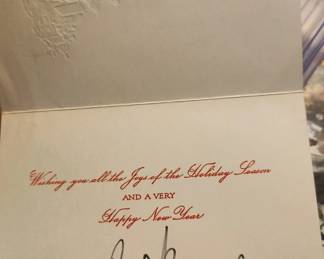 Wishing you all the Joys of the Holiday Season
AND A VERY
Happy New Year